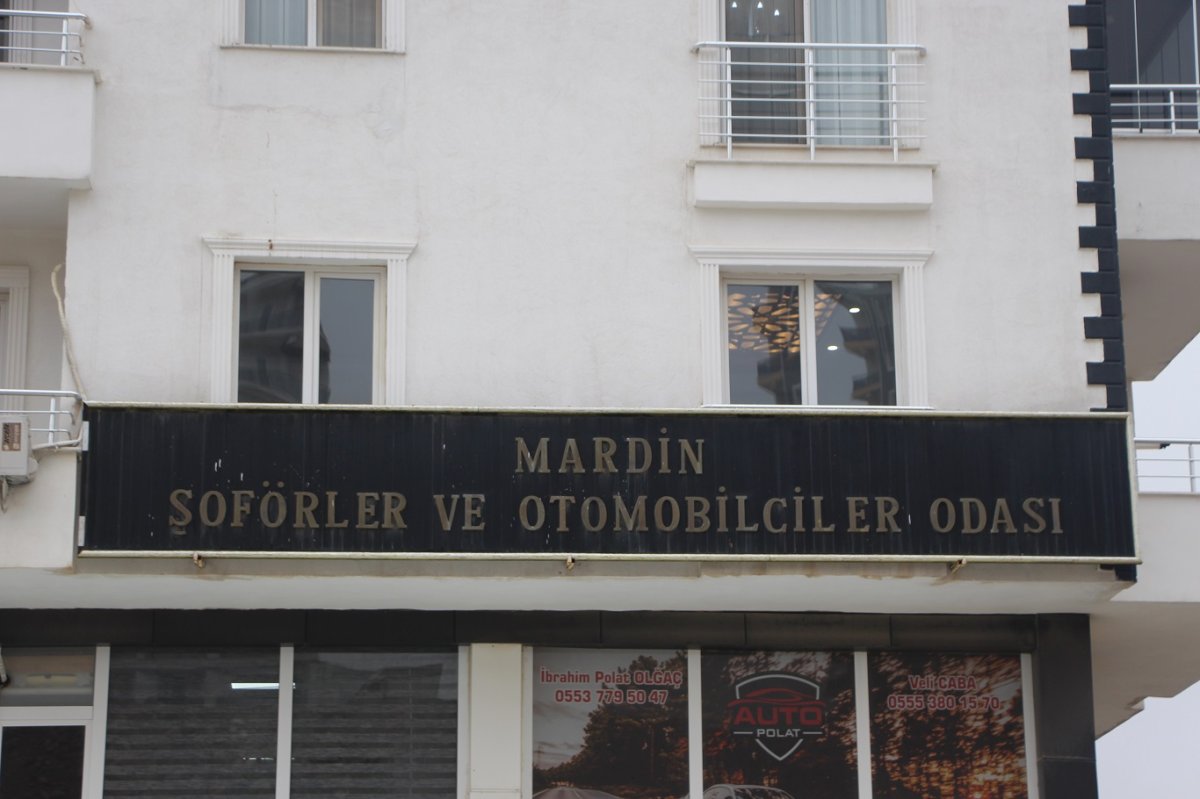 MARDİN
ŞOFÖRLER VE OTOMOBİLCİLER ODASI
İbrahim Polat OLGAÇ
0553 779 50 47
AUTO
POLAT
Veli CABA
0555 380 15 70